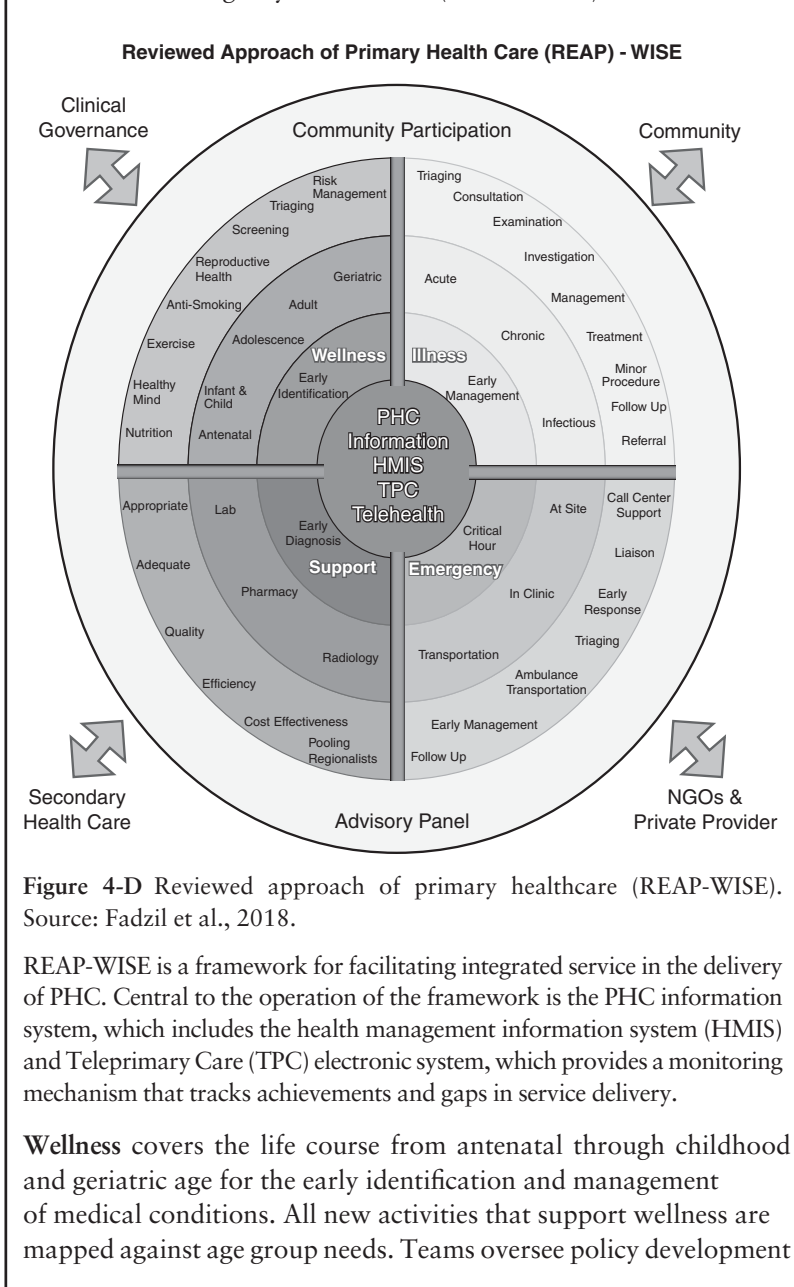 Reviewed Approach of Primary Health Care (REAP) - WISE
Clinical
Governance
Community Participation
Community
Risk
Management
Triaging
Screening
Reproductive
Health
Anti-Smoking
Exercise
Healthy
Mind
Nutrition
Geriatric
Adult
Adolescence
Infant &
Child
Antenatal
Wellness
Early
Identification
Triaging
Consultation
Examination
Investigation
Management
Treatment
Minor
Procedure
Follow Up
Referral
Acute
Chronic
Infectious
Illness
Early
Management
PHC
Information
HMIS
TPC
Telehealth
Appropriate
Adequate
Quality
Efficiency
Cost Effectiveness
Pooling
Regionalists
Lab
Pharmacy
Radiology
Early
Diagnosis
Support
Critical
Hour
Emergency
At Site
In Clinic
Transportation
Call Center
Support
Liaison
Early
Response
Triaging
Ambulance
Transportation
Early Management
Follow Up
Secondary
Health Care
Advisory Panel
NGOs &
Private Provider
Figure 4-D Reviewed approach of primary healthcare (REAP-WISE).
Source: Fadzil et al., 2018.
REAP-WISE is a framework for facilitating integrated service in the delivery
of PHC. Central to the operation of the framework is the PHC information
system, which includes the health management information system (HMIS)
and Teleprimary Care (TPC) electronic system, which provides a monitoring
mechanism that tracks achievements and gaps in service delivery.
Wellness covers the life course from antenatal through childhood
and geriatric age for the early identification and management
of medical conditions. All new activities that support wellness are
mapped against age group needs. Teams oversee policy development